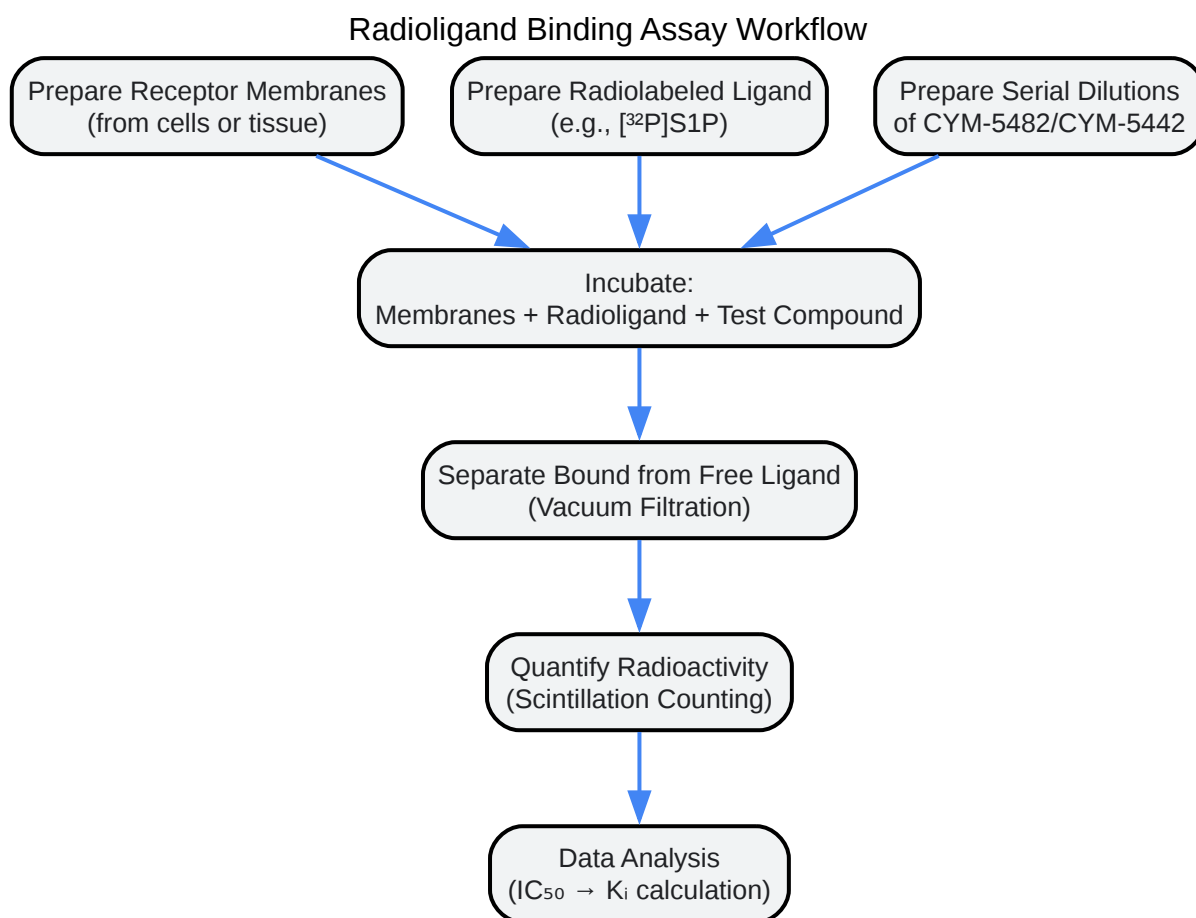 Radioligand Binding Assay Workflow
Prepare Receptor Membranes
(from cells or tissue)
Prepare Radiolabeled Ligand
(e.g., [³²P]S1P)
Prepare Serial Dilutions
of CYM-5482/CYM-5442
Incubate:
Membranes + Radioligand + Test Compound
Separate Bound from Free Ligand
(Vacuum Filtration)
Quantify Radioactivity
(Scintillation Counting)
Data Analysis
(IC₅₀ → Kᵢ calculation)